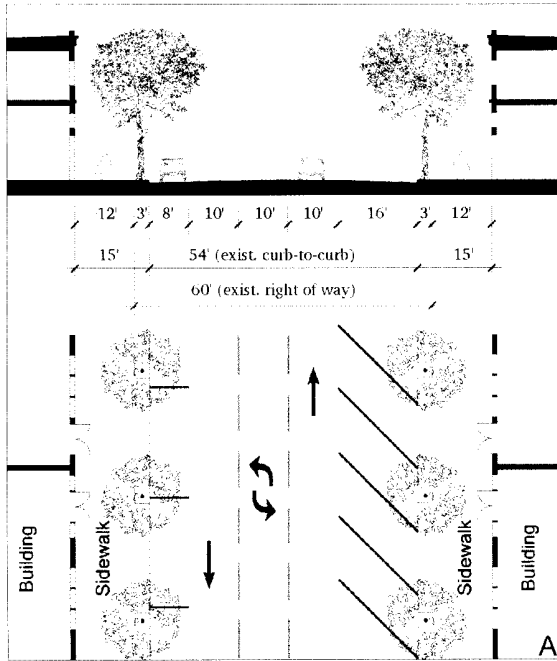 12' 3' 8' 10' 10' 10' 16' 3' 12'
15' 54' (exist. curb-to-curb) 15'
60' (exist. right of way)
Building
Sidewalk
Sidewalk
Building
A